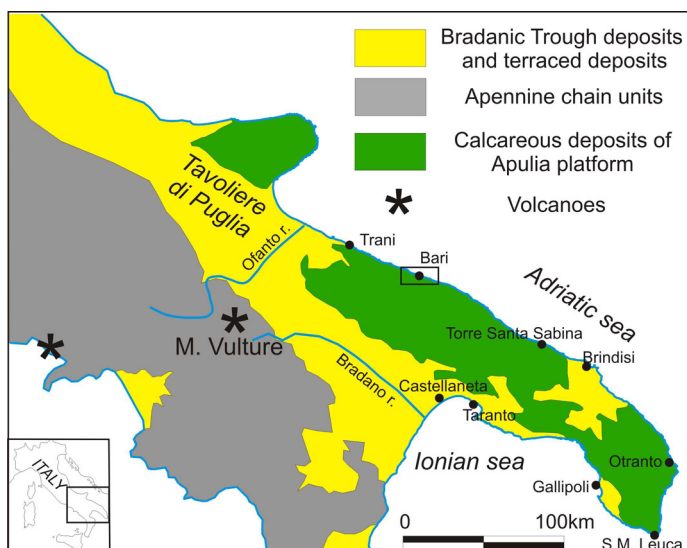 Bradanic Trough deposits
and terraced deposits
Apennine chain units
Calcareous deposits of
Apulia platform
Volcanoes
Tavoliere
di Puglia
Ofanto r.
Trani
Bari
Adriatic sea
M. Vulture
Torre Santa Sabina
Brindisi
Bradano r.
Castellaneta
Taranto
Ionian sea
Otranto
Gallipoli
ITALY
0
100km
S.M. Leuca